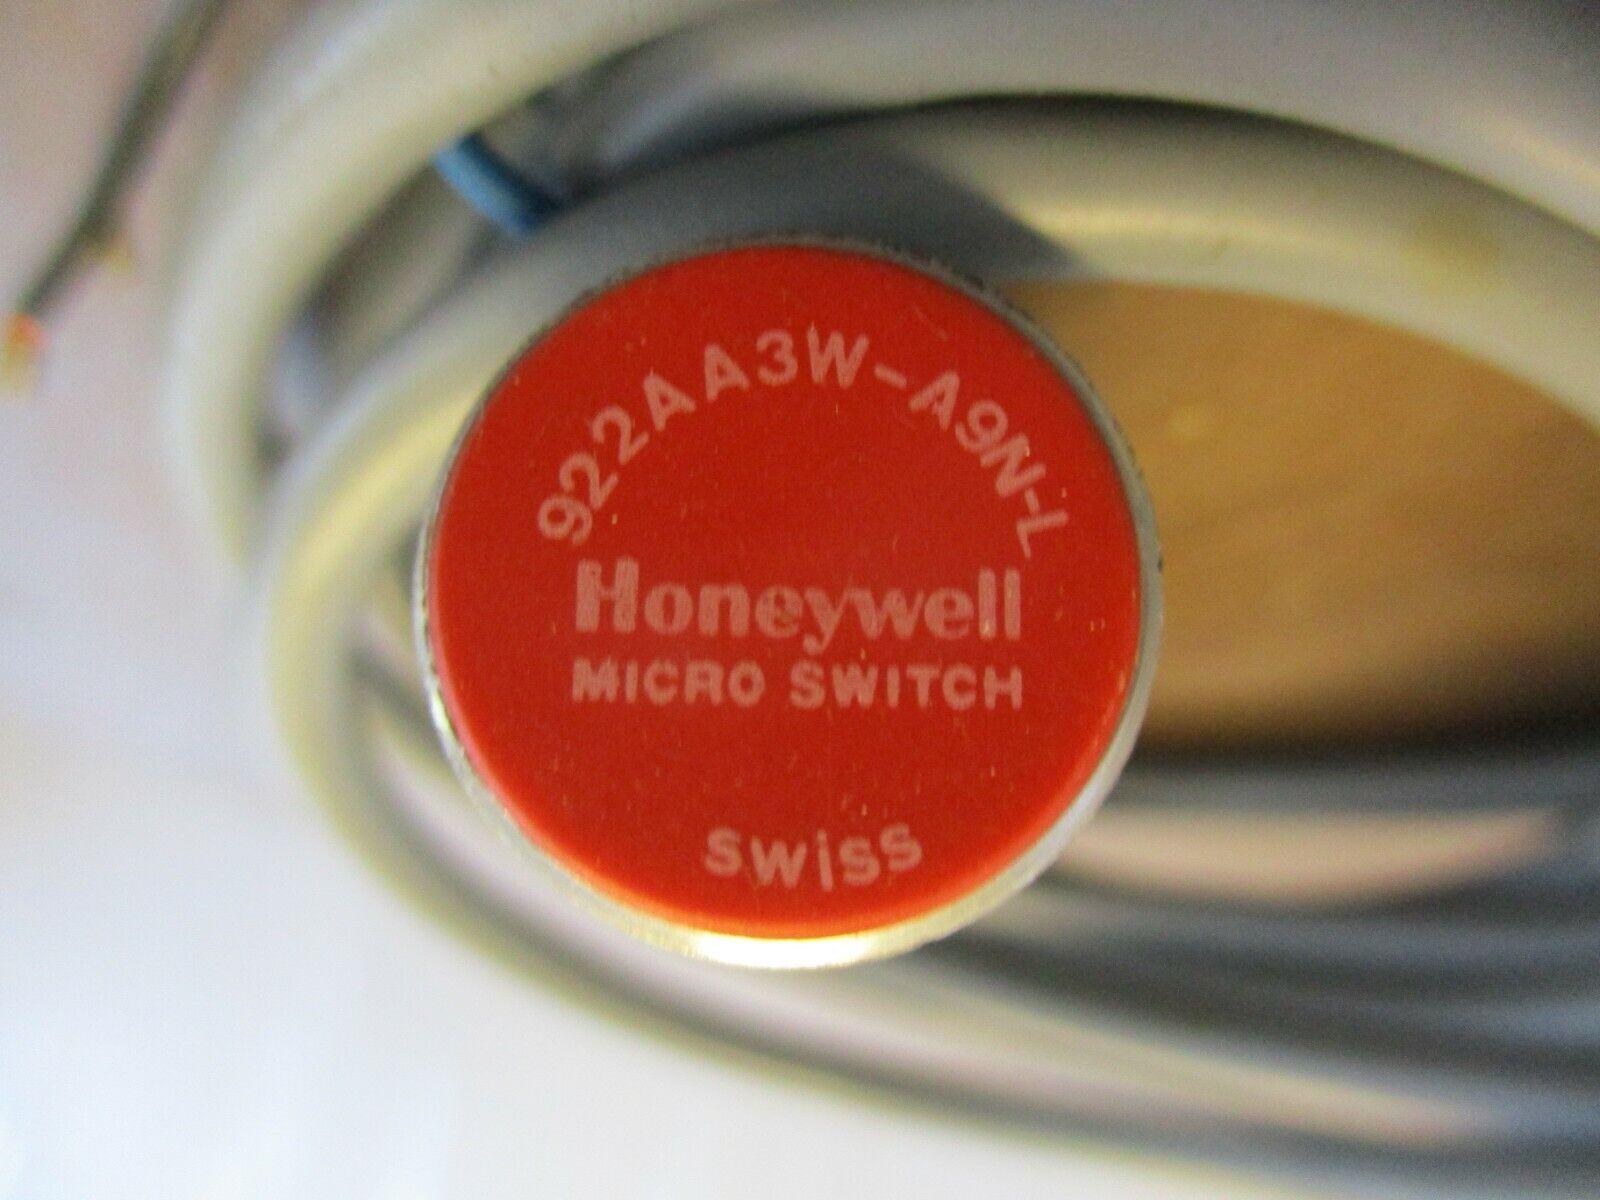 922AA3W-A9N-L
Honeywell
MICRO SWITCH
SWISS